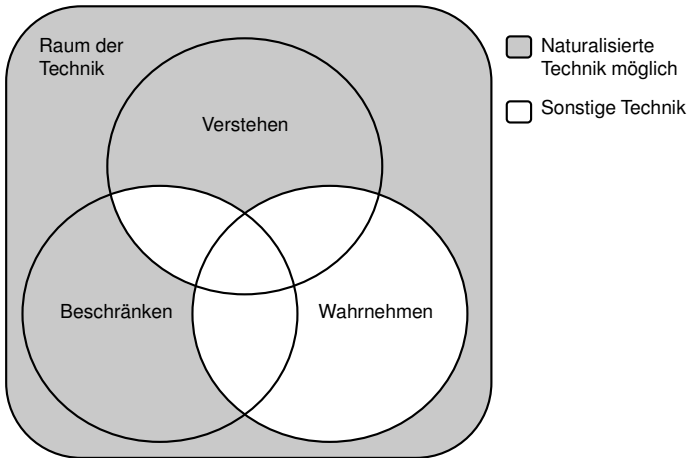 Raum der
Technik
Verstehen
Beschränken
Wahrnehmen
Naturalisierte
Technik möglich
Sonstige Technik